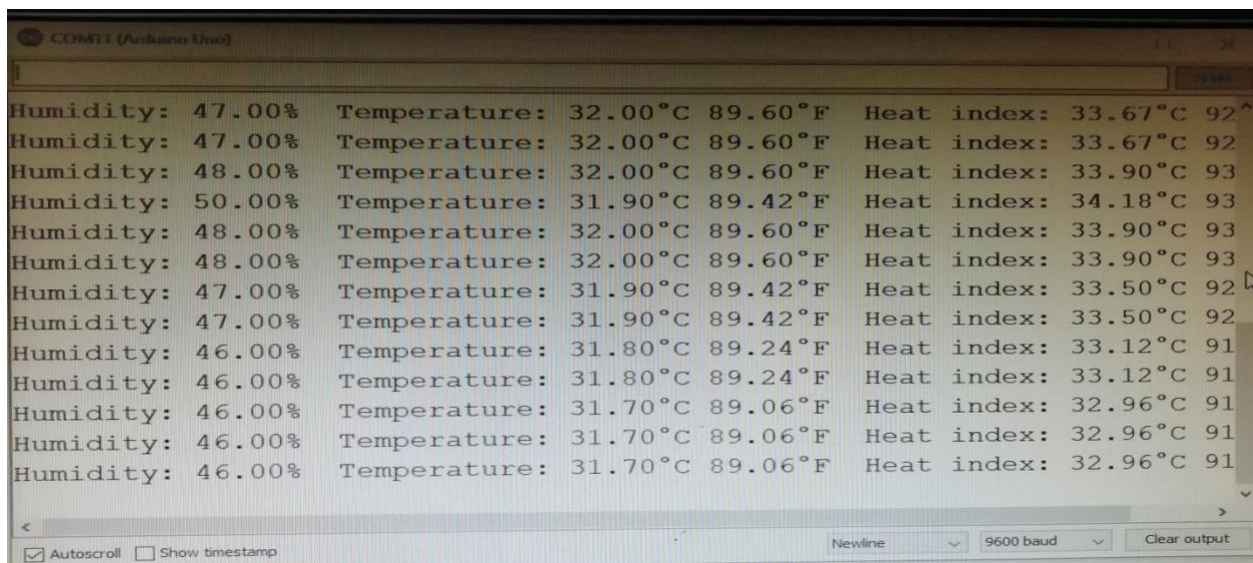 COM11 (Arduino Uno)
Humidity: 47.00% Temperature: 32.00°C 89.60°F Heat index: 33.67°C 92
Humidity: 47.00% Temperature: 32.00°C 89.60°F Heat index: 33.67°C 92
Humidity: 48.00% Temperature: 32.00°C 89.60°F Heat index: 33.90°C 93
Humidity: 50.00% Temperature: 31.90°C 89.42°F Heat index: 34.18°C 93
Humidity: 48.00% Temperature: 32.00°C 89.60°F Heat index: 33.90°C 93
Humidity: 48.00% Temperature: 32.00°C 89.60°F Heat index: 33.90°C 93
Humidity: 47.00% Temperature: 31.90°C 89.42°F Heat index: 33.50°C 92
Humidity: 47.00% Temperature: 31.90°C 89.42°F Heat index: 33.50°C 92
Humidity: 46.00% Temperature: 31.80°C 89.24°F Heat index: 33.12°C 91
Humidity: 46.00% Temperature: 31.80°C 89.24°F Heat index: 33.12°C 91
Humidity: 46.00% Temperature: 31.70°C 89.06°F Heat index: 32.96°C 91
Humidity: 46.00% Temperature: 31.70°C 89.06°F Heat index: 32.96°C 91
Humidity: 46.00% Temperature: 31.70°C 89.06°F Heat index: 32.96°C 91
Autoscroll Show timestamp Newline 9600 baud Clear output